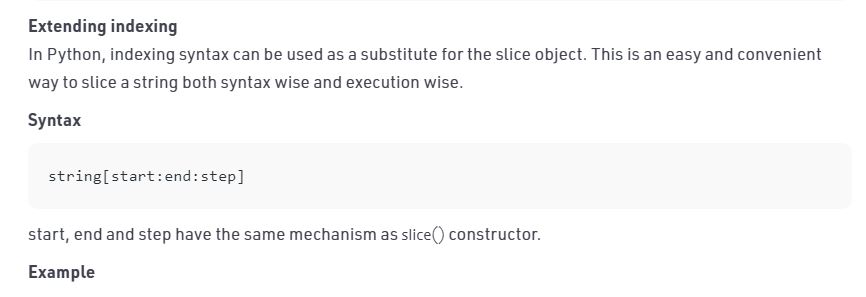 Extending indexing
In Python, indexing syntax can be used as a substitute for the slice object. This is an easy and convenient
way to slice a string both syntax wise and execution wise.
Syntax
string[start:end:step]
start, end and step have the same mechanism as slice() constructor.
Example